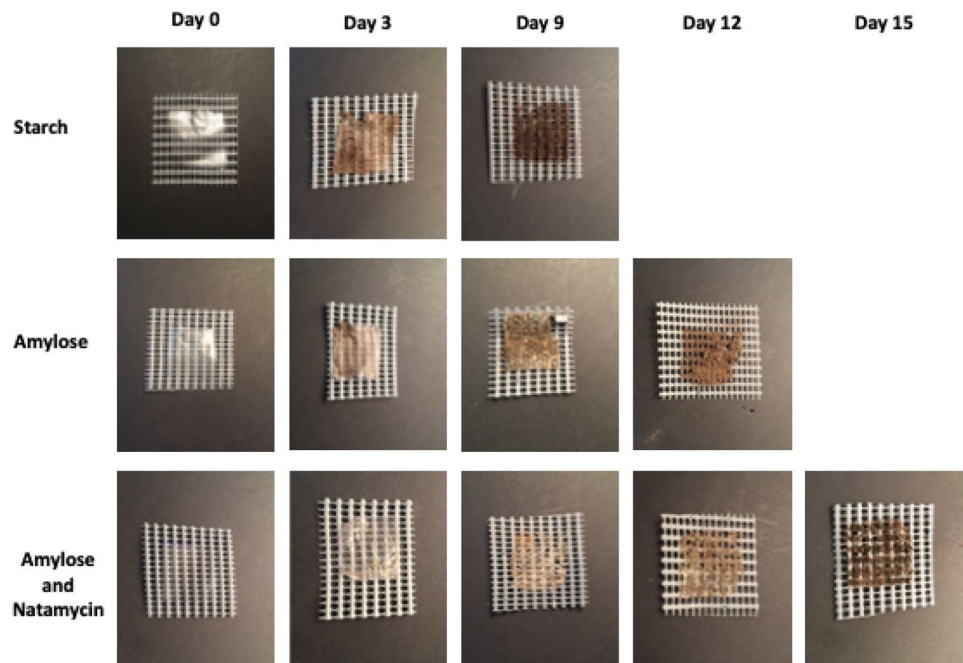 Day 0 Day 3 Day 9 Day 12 Day 15
Starch
Amylose
Amylose
and
Natamycin